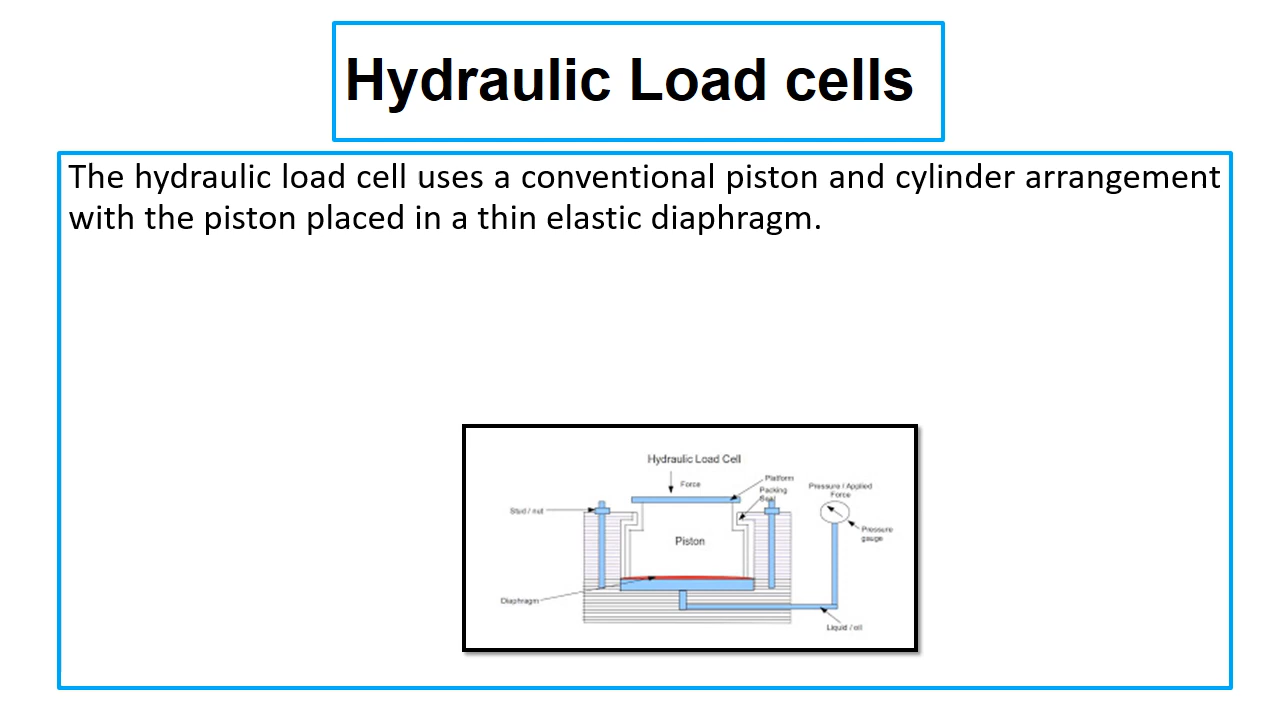 Hydraulic Load cells
The hydraulic load cell uses a conventional piston and cylinder arrangement
with the piston placed in a thin elastic diaphragm.
Hydraulic Load Cell
Force
Platform
Packing
Seal
Pressure / Applied
Force
Stud / nut
Pressure
gauge
Piston
Diaphragm
Liquid / oil